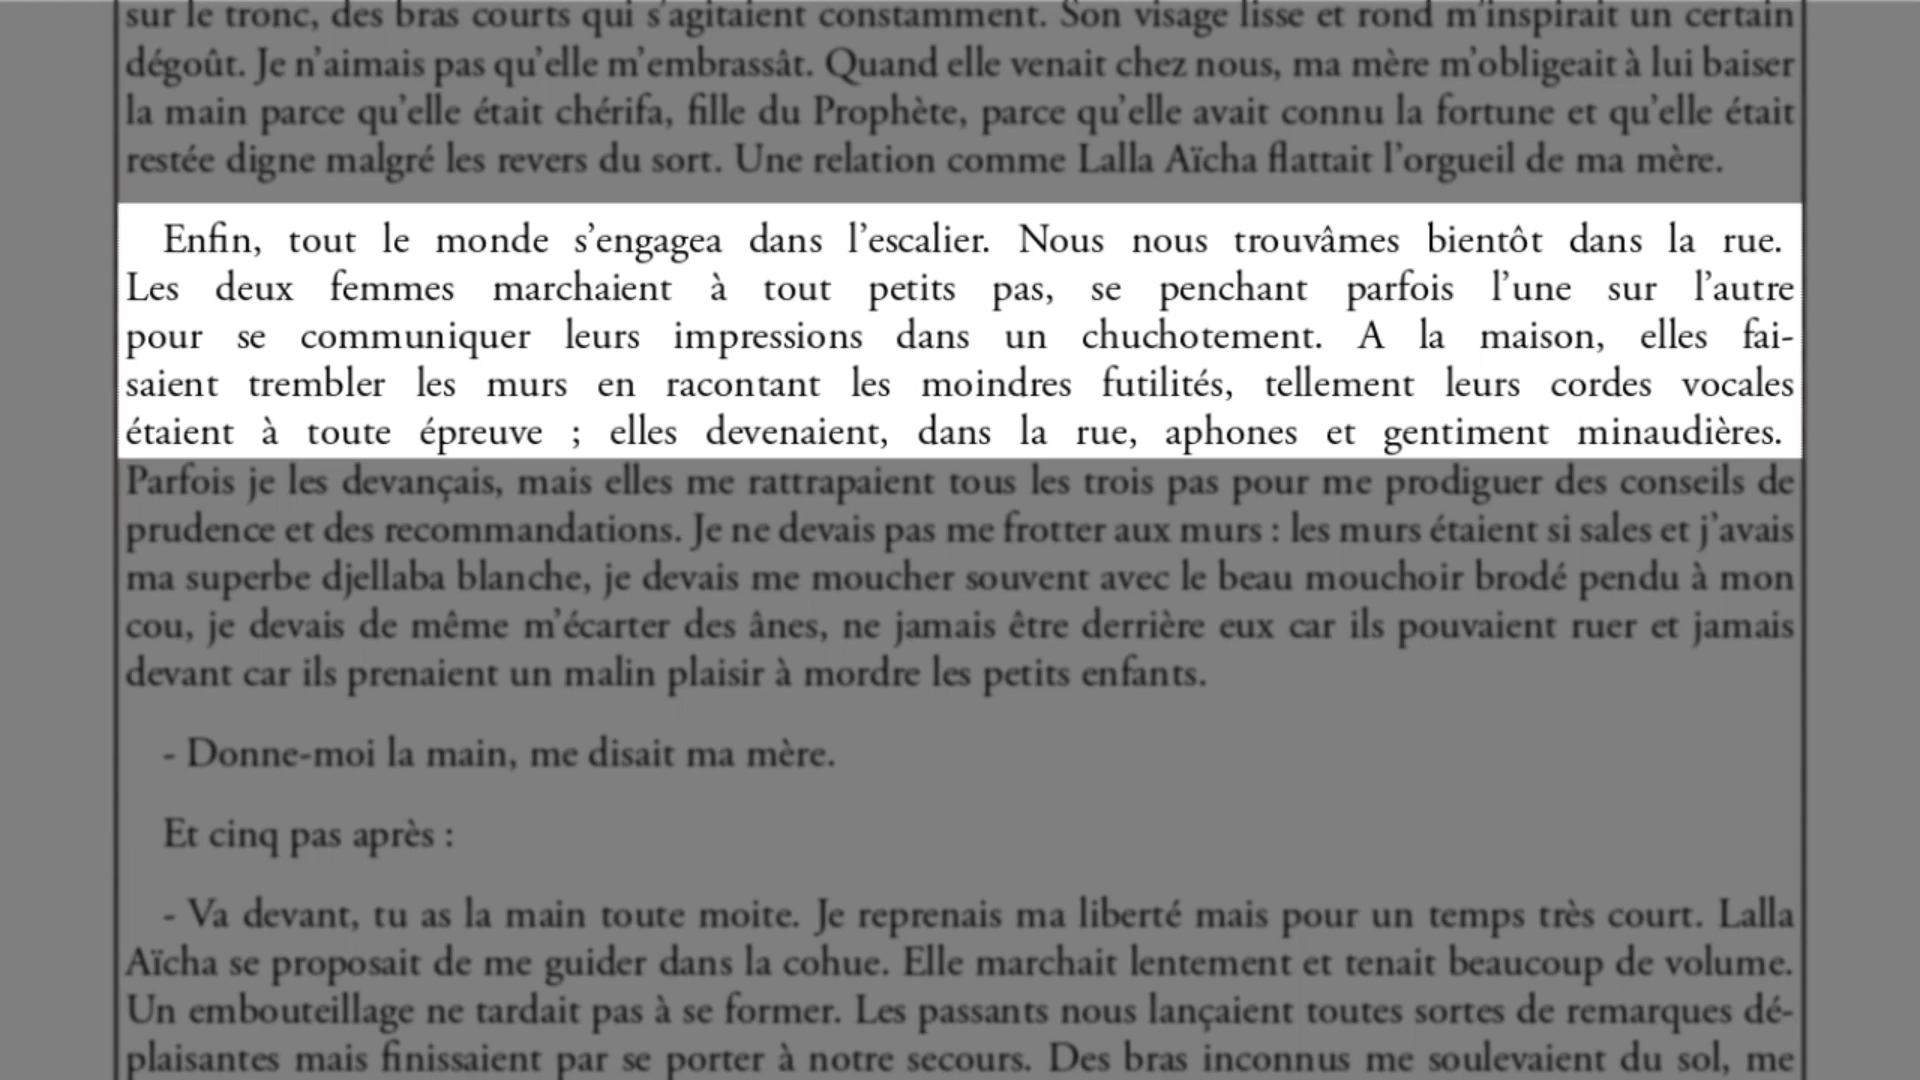 sur le tronc, des bras courts qui s'agitaient constamment. Son visage lisse et rond m'inspirait un certain
dégoût. Je n'aimais pas qu'elle m'embrassât. Quand elle venait chez nous, ma mère m'obligeait à lui baiser
la main parce qu'elle était chérifa, fille du Prophète, parce qu'elle avait connu la fortune et qu'elle était
restée digne malgré les revers du sort. Une relation comme Lalla Aïcha flattait l'orgueil de ma mère.
Enfin, tout le monde s'engagea dans l'escalier. Nous nous trouvâmes bientôt dans la rue.
Les deux femmes marchaient à tout petits pas, se penchant parfois l'une sur l'autre
pour se communiquer leurs impressions dans un chuchotement. A la maison, elles fai-
saient trembler les murs en racontant les moindres futilités, tellement leurs cordes vocales
étaient à toute épreuve ; elles devenaient, dans la rue, aphones et gentiment minaudières.
Parfois je les devançais, mais elles me rattrapaient tous les trois pas pour me prodiguer des conseils de
prudence et des recommandations. Je ne devais pas me frotter aux murs : les murs étaient si sales et j'avais
ma superbe djellaba blanche, je devais me moucher souvent avec le beau mouchoir brodé pendu à mon
cou, je devais de même m'écarter des ânes, ne jamais être derrière eux car ils pouvaient ruer et jamais
devant car ils prenaient un malin plaisir à mordre les petits enfants.
- Donne-moi la main, me disait ma mère.
Et cinq pas après :
- Va devant, tu as la main toute moite. Je reprenais ma liberté mais pour un temps très court. Lalla
Aïcha se proposait de me guider dans la cohue. Elle marchait lentement et tenait beaucoup de volume.
Un embouteillage ne tardait pas à se former. Les passants nous lançaient toutes sortes de remarques dé-
plaisantes mais finissaient par se porter à notre secours. Des bras inconnus me soulevaient du sol, me